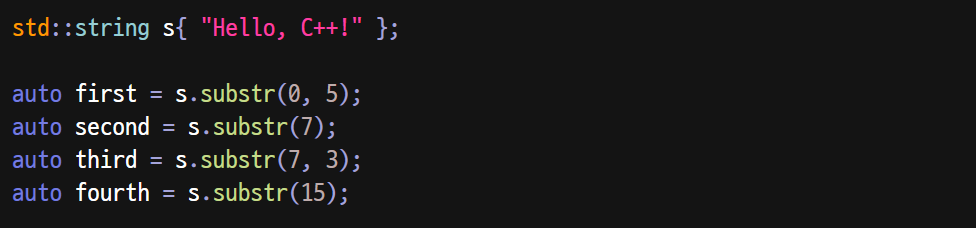 std::string s{ "Hello, C++!" };
auto first = s.substr(0, 5);
auto second = s.substr(7);
auto third = s.substr(7, 3);
auto fourth = s.substr(15);